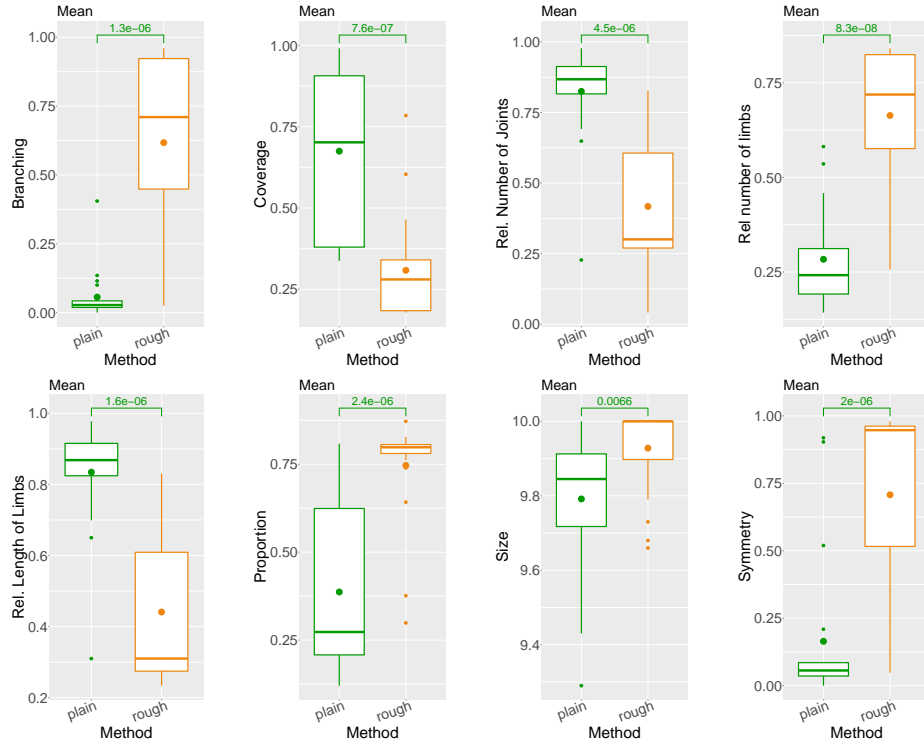 Mean
1.3e−06
1.00
0.75
0.50
0.25
0.00
Branching
plain
rough
Method
Mean
7.6e−07
1.00
0.75
0.50
0.25
Coverage
plain
rough
Method
Mean
4.5e−06
1.00
0.75
0.50
0.25
0.00
Rel. Number of Joints
plain
rough
Method
Mean
8.3e−08
0.75
0.50
0.25
Rel number of limbs
plain
rough
Method
Mean
1.6e−06
1.0
0.8
0.6
0.4
0.2
Rel. Length of Limbs
plain
rough
Method
Mean
2.4e−06
0.75
0.50
0.25
Proportion
plain
rough
Method
Mean
0.0066
10.0
9.8
9.6
9.4
Size
plain
rough
Method
Mean
2e−06
1.00
0.75
0.50
0.25
0.00
Symmetry
plain
rough
Method